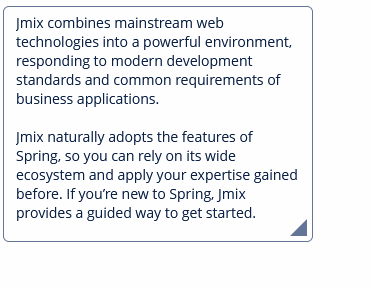 Jmix combines mainstream web
technologies into a powerful environment,
responding to modern development
standards and common requirements of
business applications.
Jmix naturally adopts the features of
Spring, so you can rely on its wide
ecosystem and apply your expertise gained
before. If you’re new to Spring, Jmix
provides a guided way to get started.